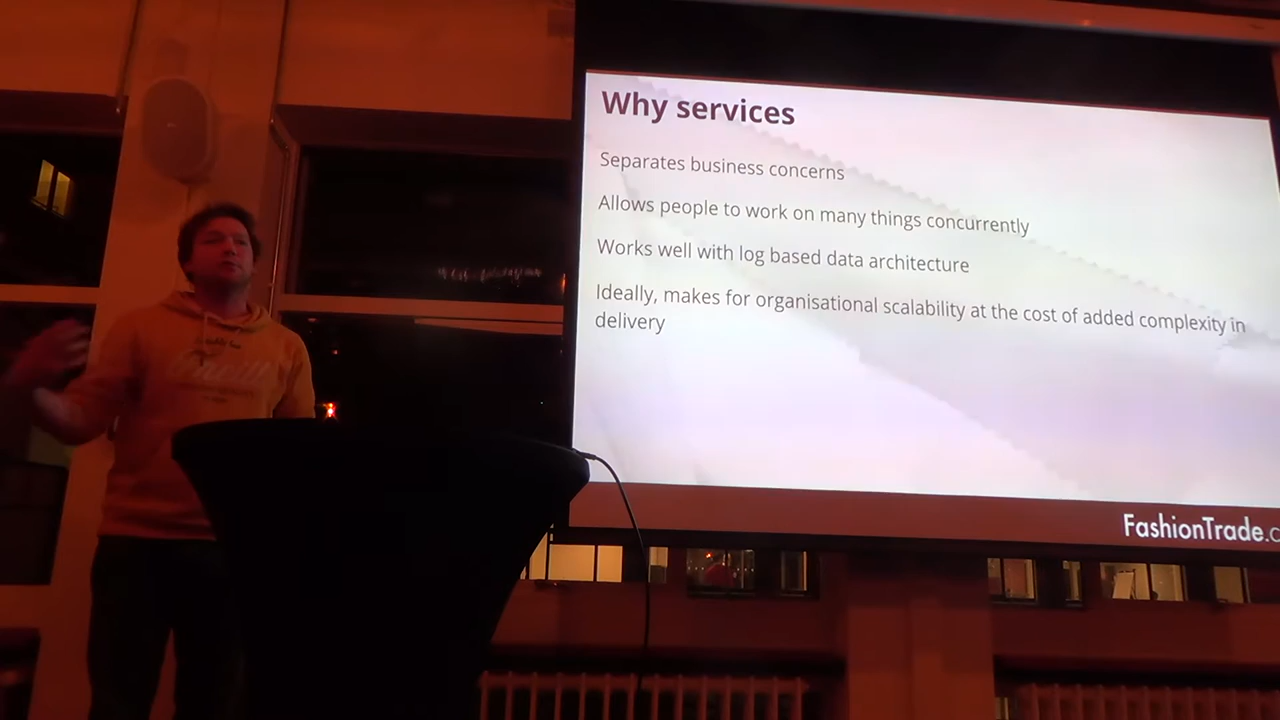 Why services
Separates business concerns
Allows people to work on many things concurrently
Works well with log based data architecture
Ideally, makes for organisational scalability at the cost of added complexity in
delivery
FashionTrade.c